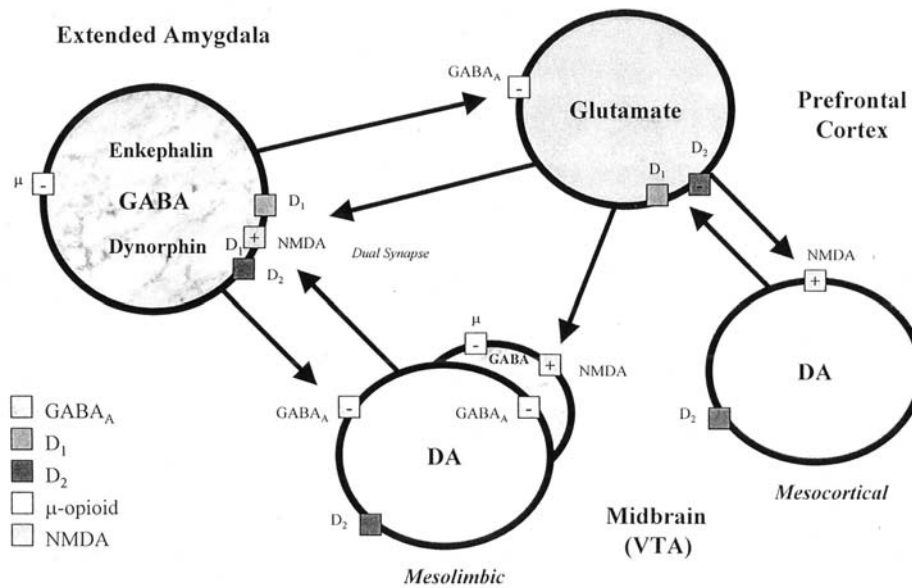 Extended Amygdala
GABAA
-
Glutamate
Prefrontal
Cortex
Enkephalin
μ
-
GABA
Dynorphin
D1
D1
+
NMDA
D2
D1
D2
-
Dual Synapse
NMDA
+
μ
-
GABA
+
NMDA
DA
D2
GABAA
-
GABAA
-
DA
D2
Mesocortical
Midbrain
(VTA)
Mesolimbic
GABAA
D1
D2
μ-opioid
NMDA